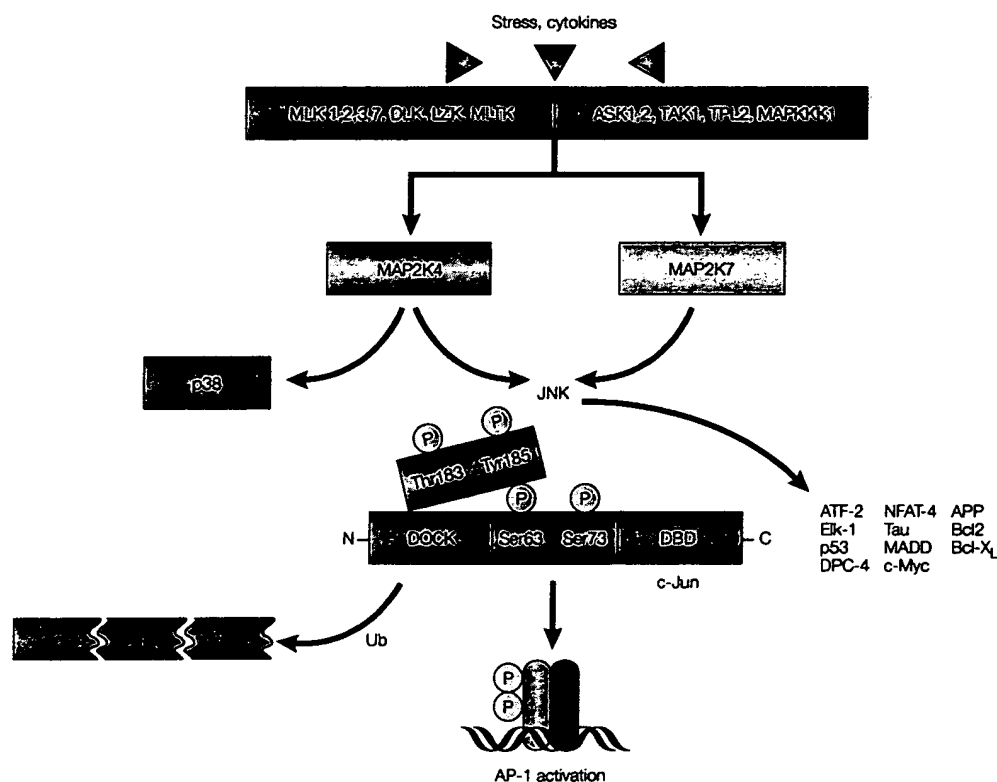 Stress, cytokines
MLK 1,2,3,7, DLK, LZK, MLTK
ASK1,2, TAK1, TPL2, MAPKKK1
MAP2K4
MAP2K7
p38
JNK
P P
Thr183 Tyr185
P P
N DOCK Ser63 Ser73 DBD C
c-Jun
ATF-2 NFAT-4 APP
Elk-1 Tau Bcl2
p53 MADD Bcl-XL
DPC-4 c-Myc
Ub
P
P
AP-1 activation